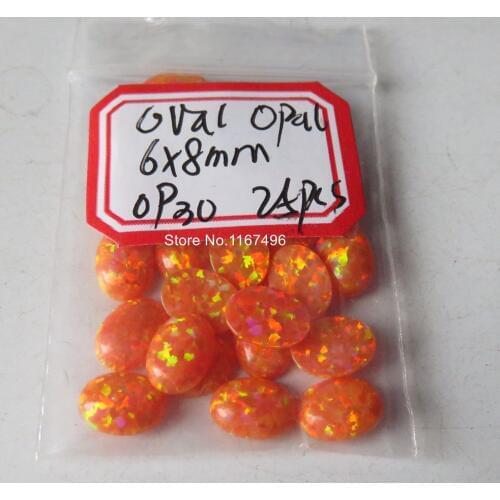 Oval Opal
6x8mm
OP30 24pcs
Store No.1167496